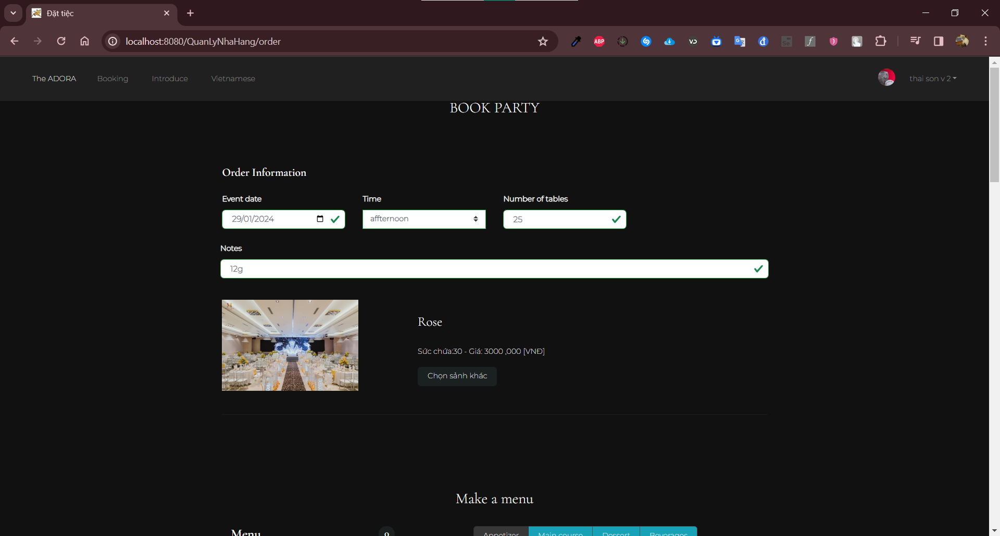 Đặt tiệc
localhost:8080/QuanLyNhaHang/order
ABP
VD
The ADORA Booking Introduce Vietnamese thai son v 2
BOOK PARTY
Order Information
Event date Time Number of tables
29/01/2024 affternoon 25
Notes
12g
Rose
Sức chứa:30 - Giá: 3000 ,000 [VNĐ]
Chọn sảnh khác
Make a menu
Menu 0 Appetizer Main course Dessert Beverages